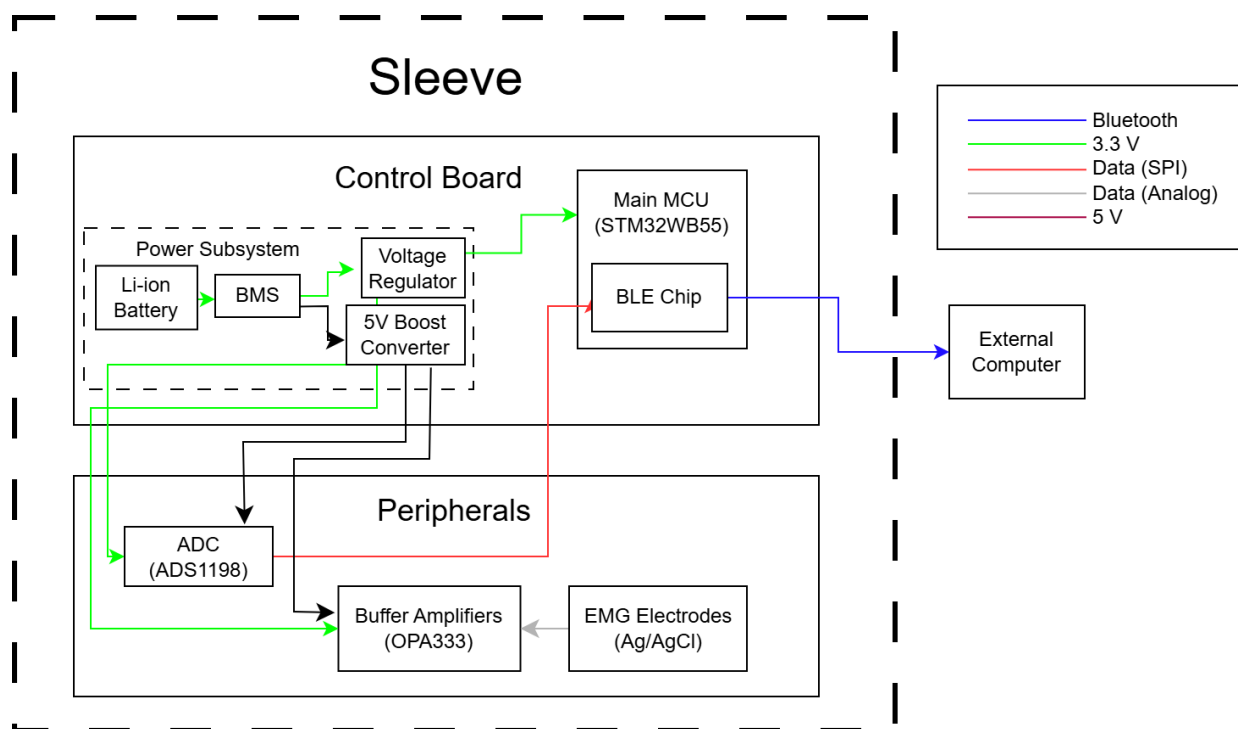 Sleeve
Control Board
Power Subsystem
Li-ion
Battery
BMS
Voltage
Regulator
5V Boost
Converter
Main MCU
(STM32WB55)
BLE Chip
Peripherals
ADC
(ADS1198)
Buffer Amplifiers
(OPA333)
EMG Electrodes
(Ag/AgCl)
Bluetooth
3.3 V
Data (SPI)
Data (Analog)
5 V
External
Computer